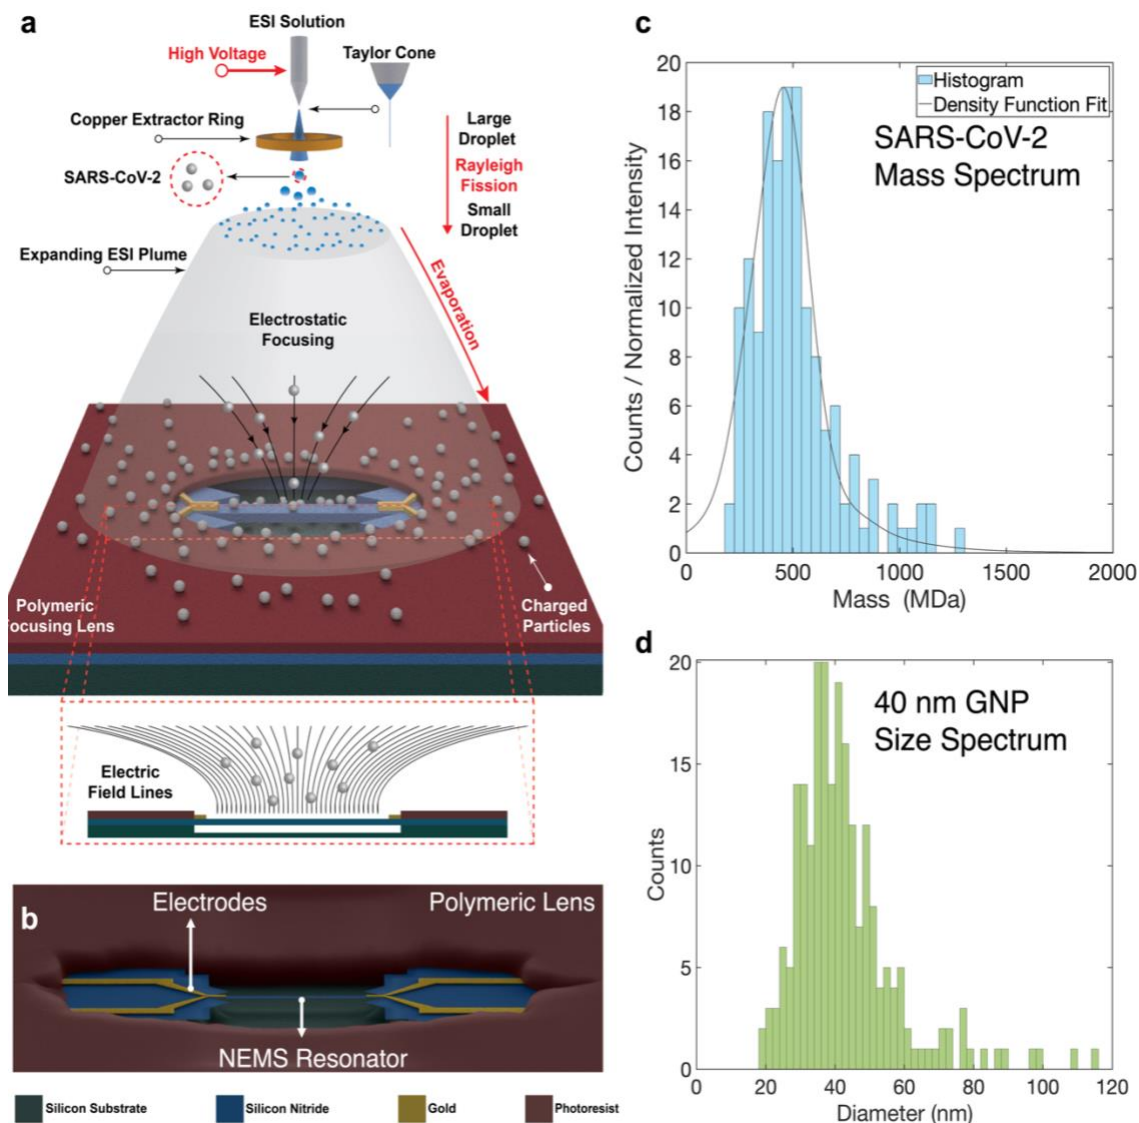 a
ESI Solution
High Voltage
Taylor Cone
Copper Extractor Ring
SARS-CoV-2
Large
Droplet
Rayleigh
Fission
Small
Droplet
Expanding ESI Plume
Evaporation
Electrostatic
Focusing
Polymeric
ocusing Lens
Charged
Particles
Electric
Field Lines
b
Electrodes
Polymeric Lens
NEMS Resonator
Silicon Substrate
Silicon Nitride
Gold
Photoresist
c
Histogram
Density Function Fit
SARS-CoV-2
Mass Spectrum
Counts / Normalized Intensity
20
18
16
14
12
10
8
6
4
2
0
0 500 1000 1500 2000
Mass (MDa)
d
40 nm GNP
Size Spectrum
Counts
20
15
10
5
0
0 20 40 60 80 100 120
Diameter (nm)